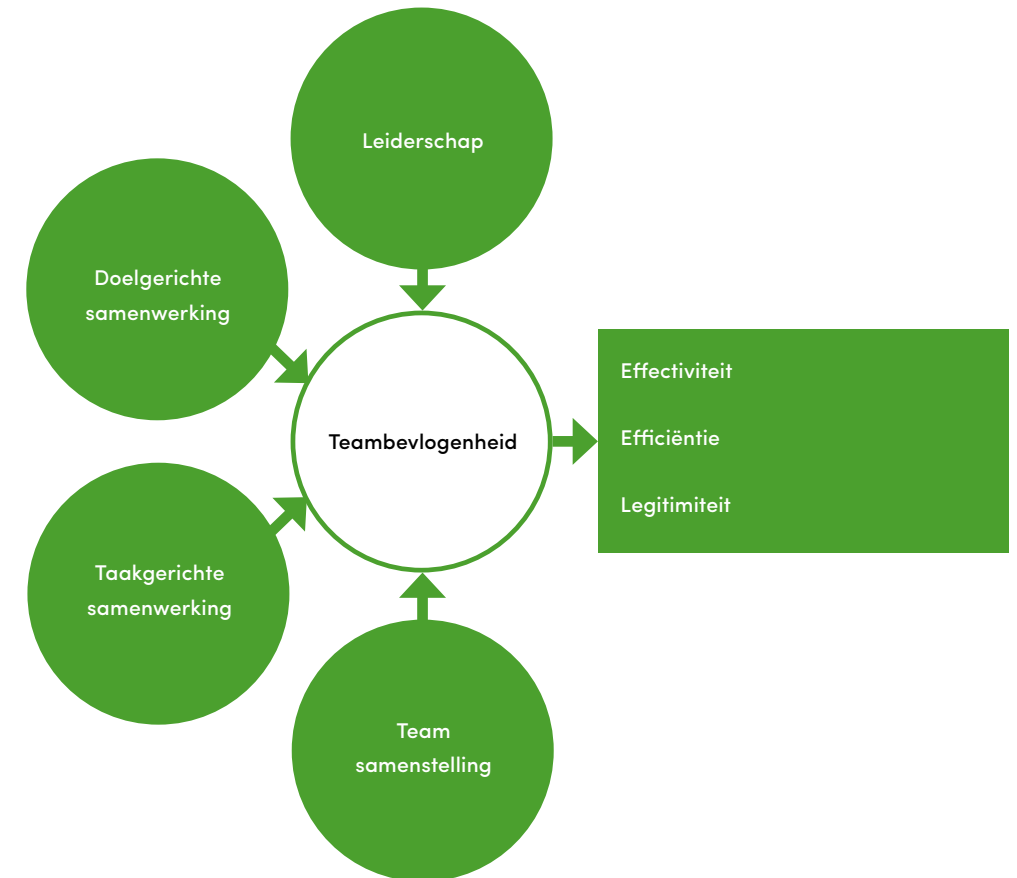 Leiderschap
Doelgerichte
samenwerking
Teambevlogenheid
Effectiviteit
Efficiëntie
Legitimiteit
Taakgerichte
samenwerking
Team
samenstelling